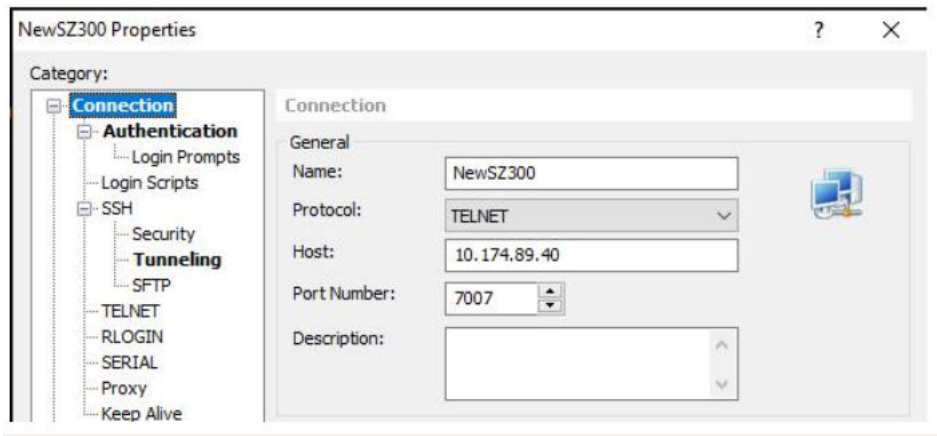 NewSZ300 Properties
? X
Category:
Connection
Authentication
Login Prompts
Login Scripts
SSH
Security
Tunneling
SFTP
TELNET
RLOGIN
SERIAL
Proxy
Keep Alive
Connection
General
Name: NewSZ300
Protocol: TELNET
Host: 10.174.89.40
Port Number: 7007
Description: